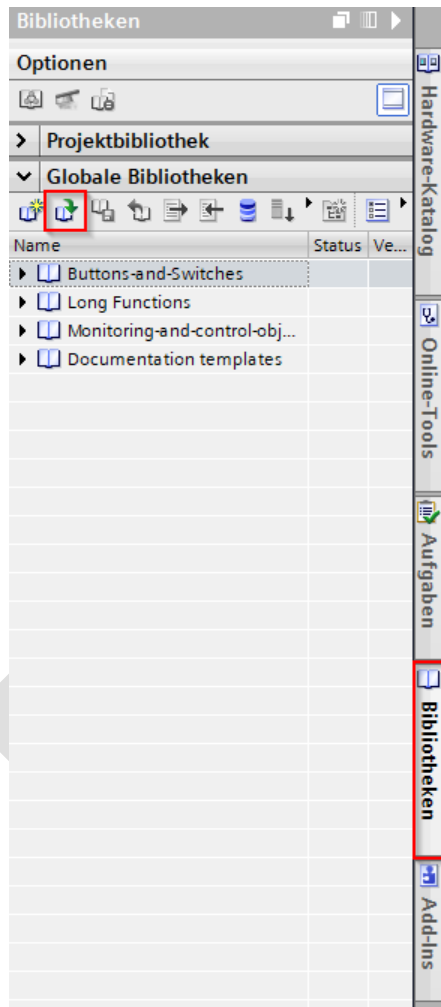 Bibliotheken
Optionen
Projektbibliothek
Globale Bibliotheken
Name Status Ve...
Buttons-and-Switches
Long Functions
Monitoring-and-control-obj...
Documentation templates
Hardware-Katalog
Online-Tools
Aufgaben
Bibliotheken
Add-Ins